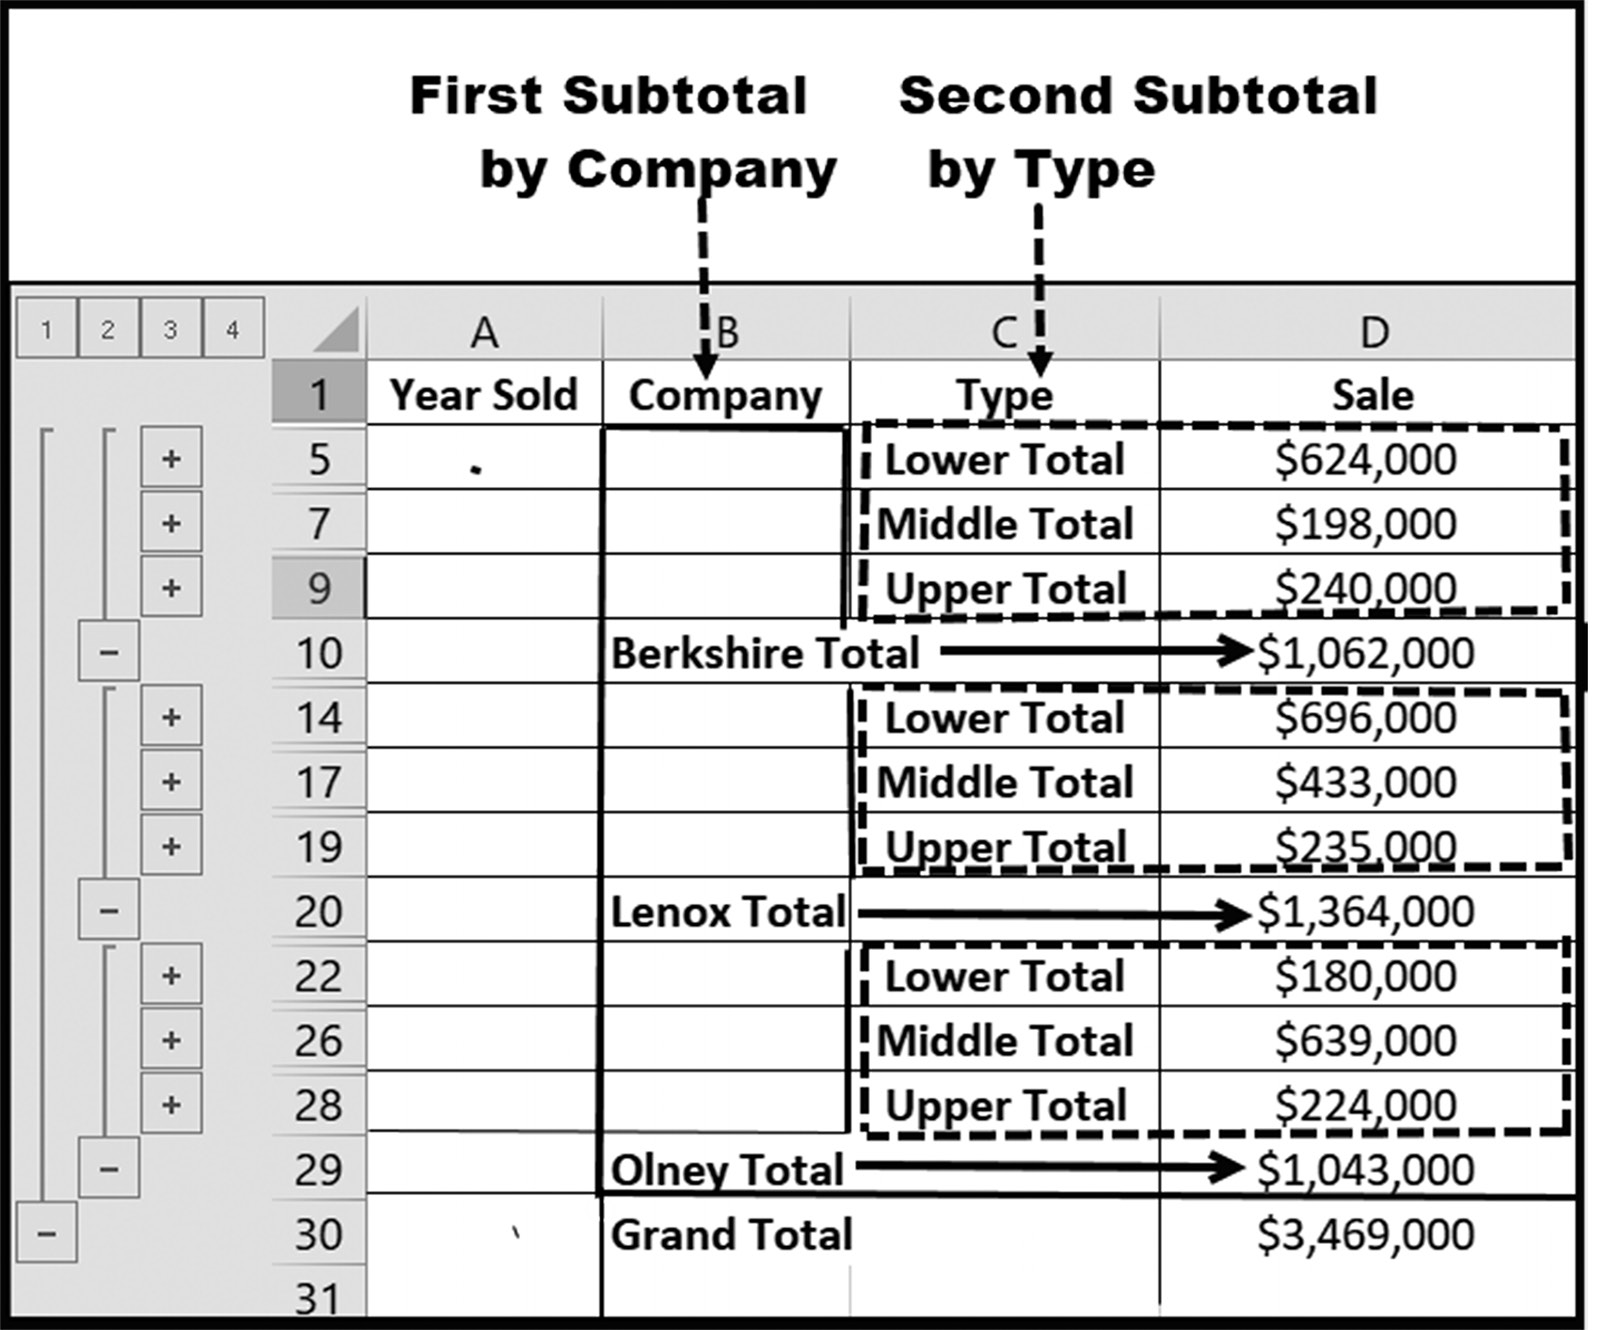 First Subtotal Second Subtotal
by Company by Type
1 2 3 4 A B C D
1 Year Sold Company Type Sale
+ 5 Lower Total $624,000
+ 7 Middle Total $198,000
+ 9 Upper Total $240,000
- 10 Berkshire Total $1,062,000
+ 14 Lower Total $696,000
+ 17 Middle Total $433,000
+ 19 Upper Total $235,000
- 20 Lenox Total $1,364,000
+ 22 Lower Total $180,000
+ 26 Middle Total $639,000
+ 28 Upper Total $224,000
- 29 Olney Total $1,043,000
- 30 Grand Total $3,469,000
31